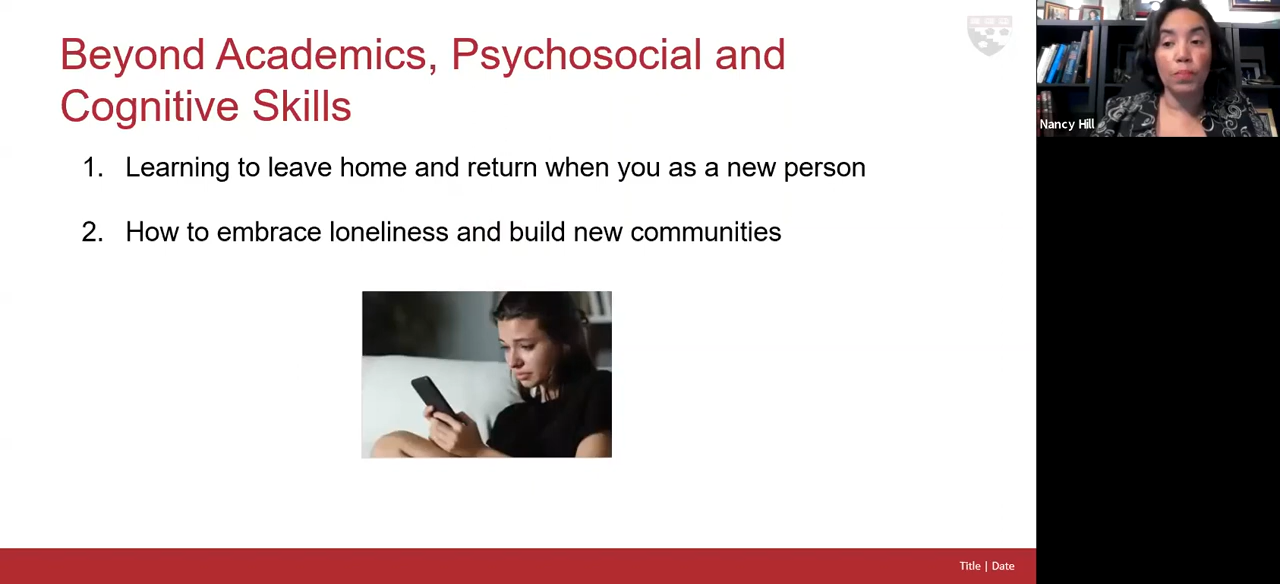 Beyond Academics, Psychosocial and
Cognitive Skills
1. Learning to leave home and return when you as a new person
2. How to embrace loneliness and build new communities
Nancy Hill
Title | Date